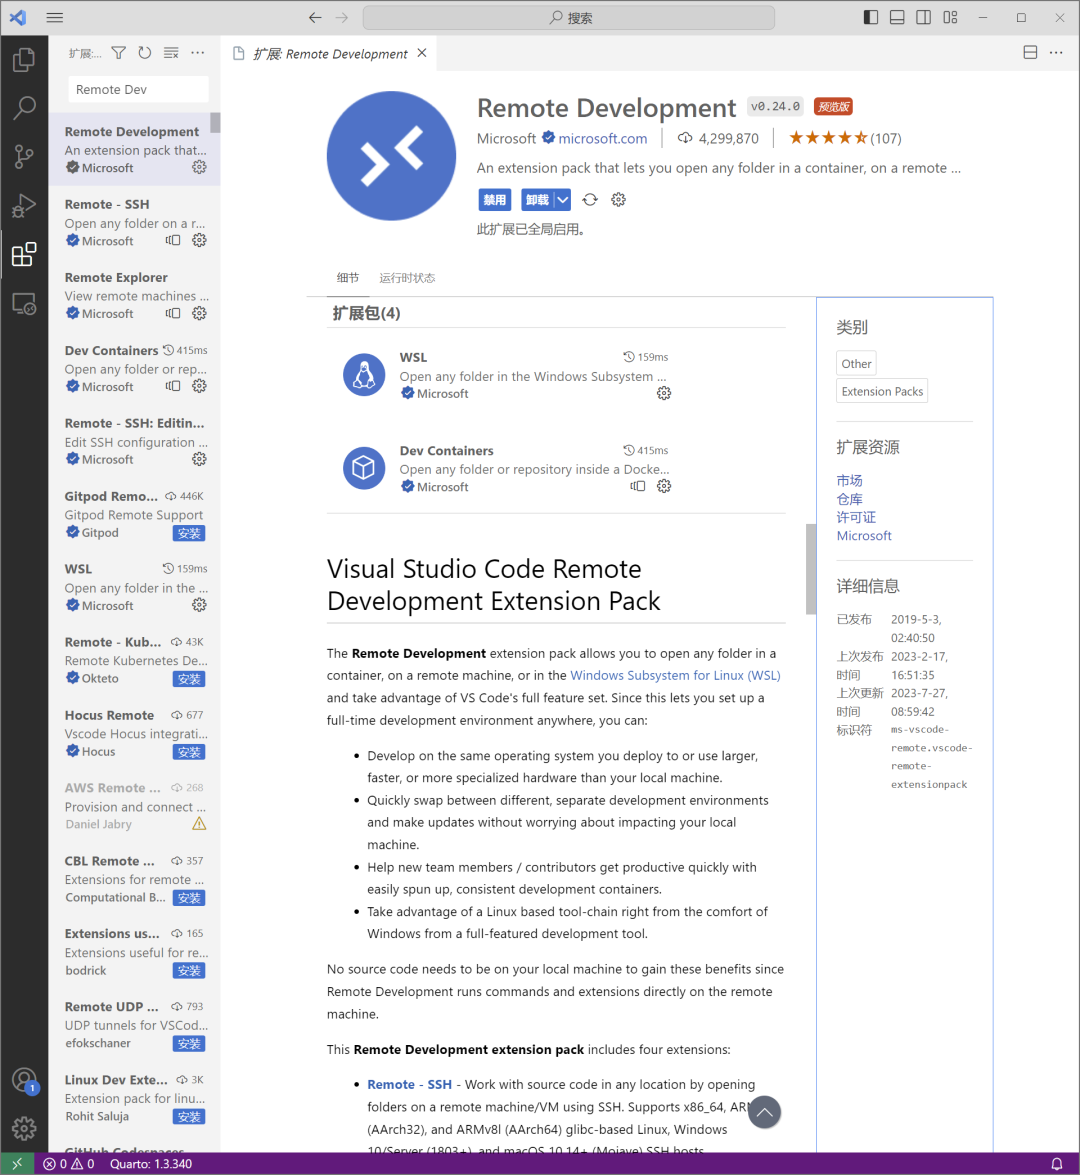 搜索
扩展:...
Remote Dev
Remote Development
An extension pack that...
Microsoft
Remote - SSH
Open any folder on a r...
Microsoft
Remote Explorer
View remote machines ...
Microsoft
Dev Containers 415ms
Open any folder or rep...
Microsoft
Remote - SSH: Editin...
Edit SSH configuration ...
Microsoft
Gitpod Remo... 446K
Gitpod Remote Support
Gitpod 安装
WSL 159ms
Open any folder in the ...
Microsoft
Remote - Kub... 43K
Remote Kubernetes De...
Okteto 安装
Hocus Remote 677
Vscode Hocus integrati...
Hocus 安装
AWS Remote ... 268
Provision and connect ...
Daniel Jabry
CBL Remote ... 357
Extensions for remote ...
Computational B... 安装
Extensions us... 165
Extensions useful for re...
bodrick 安装
Remote UDP ... 793
UDP tunnels for VSCod...
efokschaner 安装
Linux Dev Exte... 3K
Extension pack for linu...
Rohit Saluja 安装
GitHub Codespaces
扩展: Remote Development
Remote Development v0.24.0 预览版
Microsoft microsoft.com 4,299,870 (107)
An extension pack that lets you open any folder in a container, on a remote ...
禁用 卸载
此扩展已全局启用。
细节 运行时状态
扩展包(4)
WSL 159ms
Open any folder in the Windows Subsystem ...
Microsoft
Dev Containers 415ms
Open any folder or repository inside a Docke...
Microsoft
Visual Studio Code Remote
Development Extension Pack
The Remote Development extension pack allows you to open any folder in a
container, on a remote machine, or in the Windows Subsystem for Linux (WSL)
and take advantage of VS Code's full feature set. Since this lets you set up a
full-time development environment anywhere, you can:
• Develop on the same operating system you deploy to or use larger,
faster, or more specialized hardware than your local machine.
• Quickly swap between different, separate development environments
and make updates without worrying about impacting your local
machine.
• Help new team members / contributors get productive quickly with
easily spun up, consistent development containers.
• Take advantage of a Linux based tool-chain right from the comfort of
Windows from a full-featured development tool.
No source code needs to be on your local machine to gain these benefits since
Remote Development runs commands and extensions directly on the remote
machine.
This Remote Development extension pack includes four extensions:
• Remote - SSH - Work with source code in any location by opening
folders on a remote machine/VM using SSH. Supports x86_64,
(AArch32), and ARMv8l (AArch64) glibc-based Linux, Windows
10/Server (1803+), and macOS 10.14+ (Mojave) SSH hosts.
类别
Other
Extension Packs
扩展资源
市场
仓库
许可证
Microsoft
详细信息
已发布 2019-5-3,
02:40:50
上次发布 2023-2-17,
时间 16:51:35
上次更新 2023-7-27,
时间 08:59:42
标识符 ms-vscode-
remote.vscode-
remote-
extensionpack
1
0 0 Quarto: 1.3.340